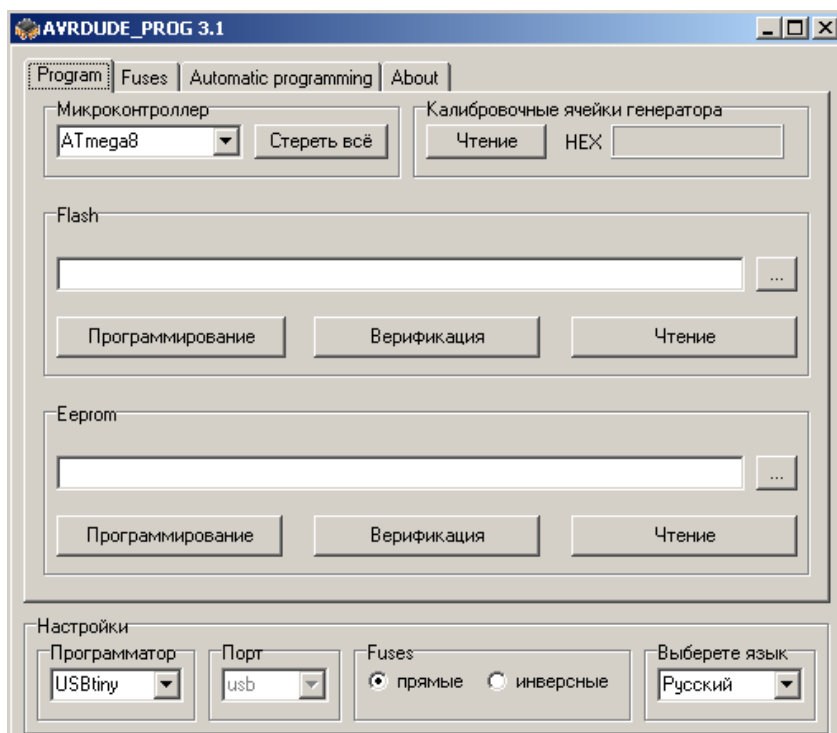 AVRDUDE_PROG 3.1
Program Fuses Automatic programming About
Микроконтроллер
ATmega8 Стереть всё
Калибровочные ячейки генератора
Чтение HEX
Flash
...
Программирование Верификация Чтение
Eeprom
...
Программирование Верификация Чтение
Настройки
Программатор
USBtiny
Порт
usb
Fuses
прямые инверсные
Выберете язык
Русский